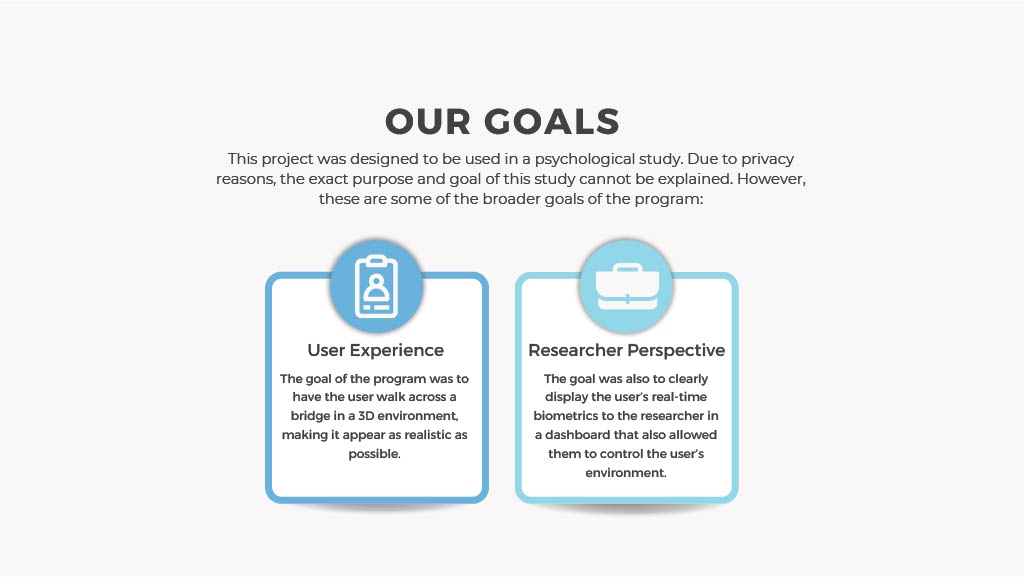 OUR GOALS
This project was designed to be used in a psychological study. Due to privacy
reasons, the exact purpose and goal of this study cannot be explained. However,
these are some of the broader goals of the program:
User Experience
The goal of the program was to
have the user walk across a
bridge in a 3D environment,
making it appear as realistic as
possible.
Researcher Perspective
The goal was also to clearly
display the user's real-time
biometrics to the researcher in
a dashboard that also allowed
them to control the user's
environment.